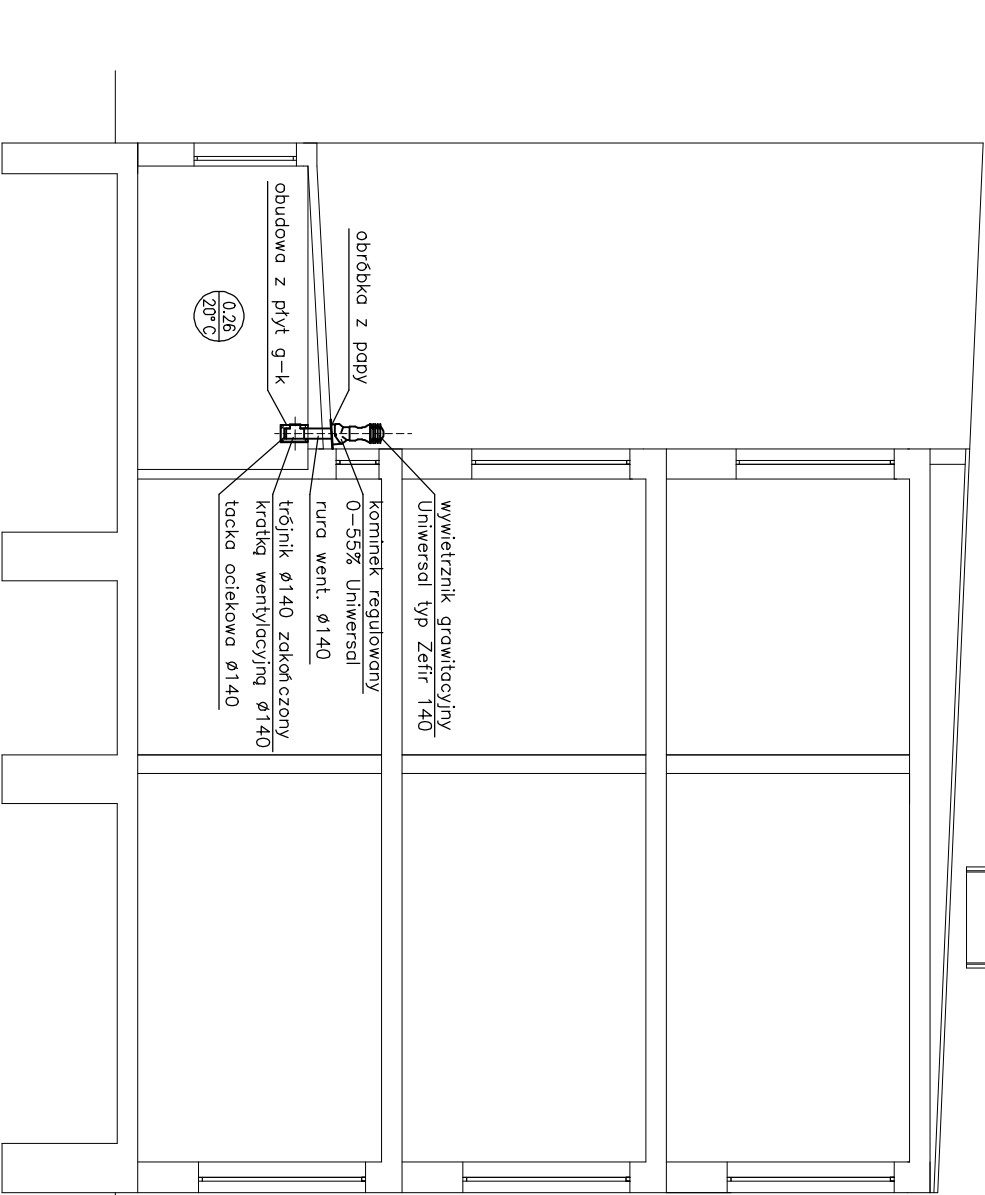 wywietrznik grawitacyjny
Uniwersal typ Zefir 140
kominek regulowany
0-55% Uniwersal
rura went. ø140
trójnik ø140 zakończony
kratką wentylacyjną ø140
tacka ociekowa ø140
obróbka z papy
obudowa z płyt g-k
0.26
20°C